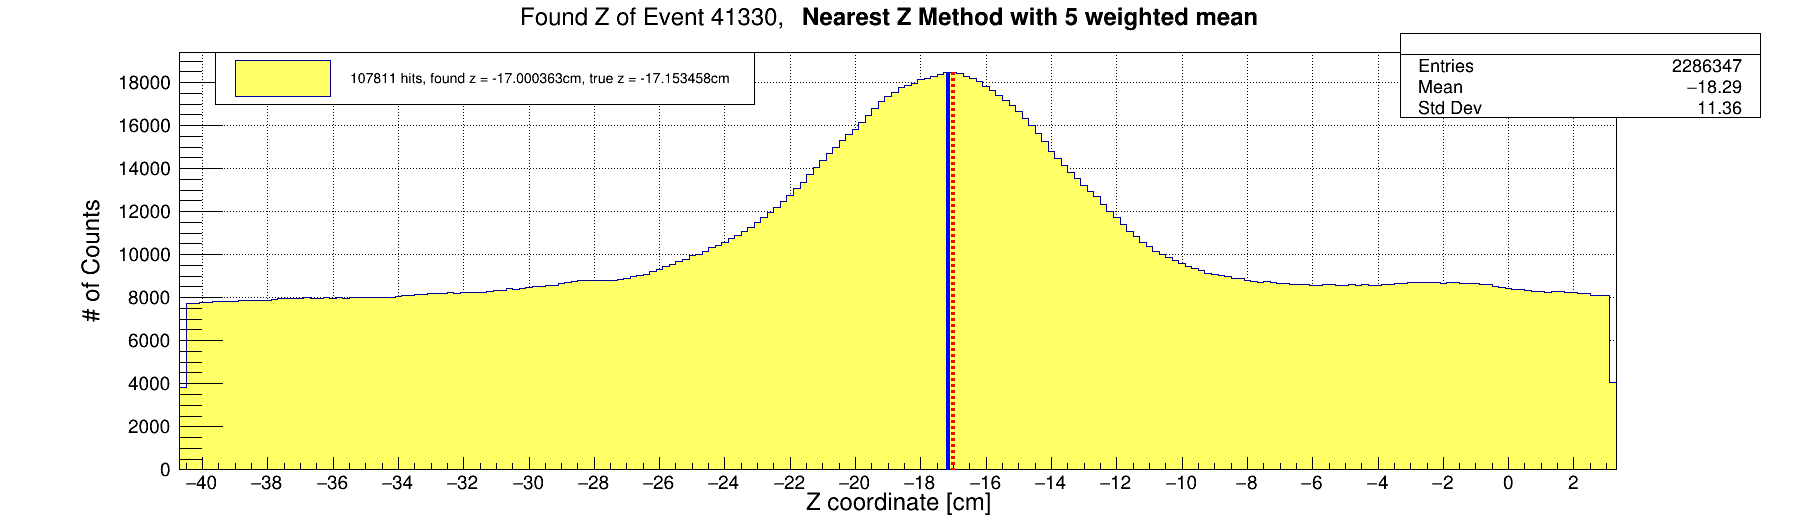 Found Z of Event 41330, Nearest Z Method with 5 weighted mean
107811 hits, found z = -17.000363cm, true z = -17.153458cm
Entries 2286347
Mean −18.29
Std Dev 11.36
# of Counts
18000
16000
14000
12000
10000
8000
6000
4000
2000
0
−40 −38 −36 −34 −32 −30 −28 −26 −24 −22 −20 −18 −16 −14 −12 −10 −8 −6 −4 −2 0 2
Z coordinate [cm]